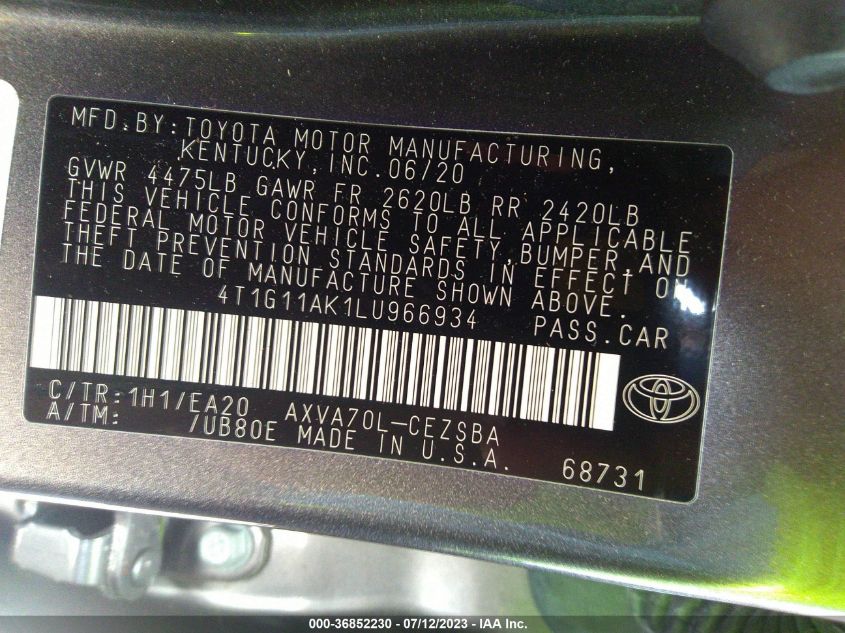 MFD.BY:TOYOTA MOTOR MANUFACTURING,
KENTUCKY,INC.06/20
GVWR 4475LB GAWR FR 2620LB RR 2420LB
THIS VEHICLE CONFORMS TO ALL APPLICABLE
FEDERAL MOTOR VEHICLE SAFETY,BUMPER,AND
THEFT PREVENTION STANDARDS IN EFFECT ON
THE DATE OF MANUFACTURE SHOWN ABOVE.
4T1G11AK1LU966934 PASS.CAR
C/TR:1H1/EA20 AXVA70L-CEZSBA
A/TM: /UB80E MADE IN U.S.A. 68731
000-36852230 - 07/12/2023 - IAA Inc.